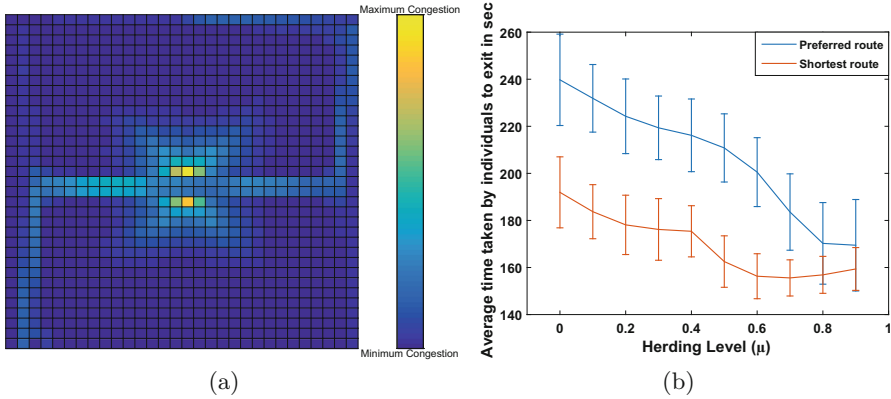 Maximum Congestion
Minimum Congestion
(a)
Average time taken by individuals to exit in sec
260
240
220
200
180
160
140
0
0.2
0.4
0.6
0.8
1
Herding Level (μ)
Preferred route
Shortest route
(b)